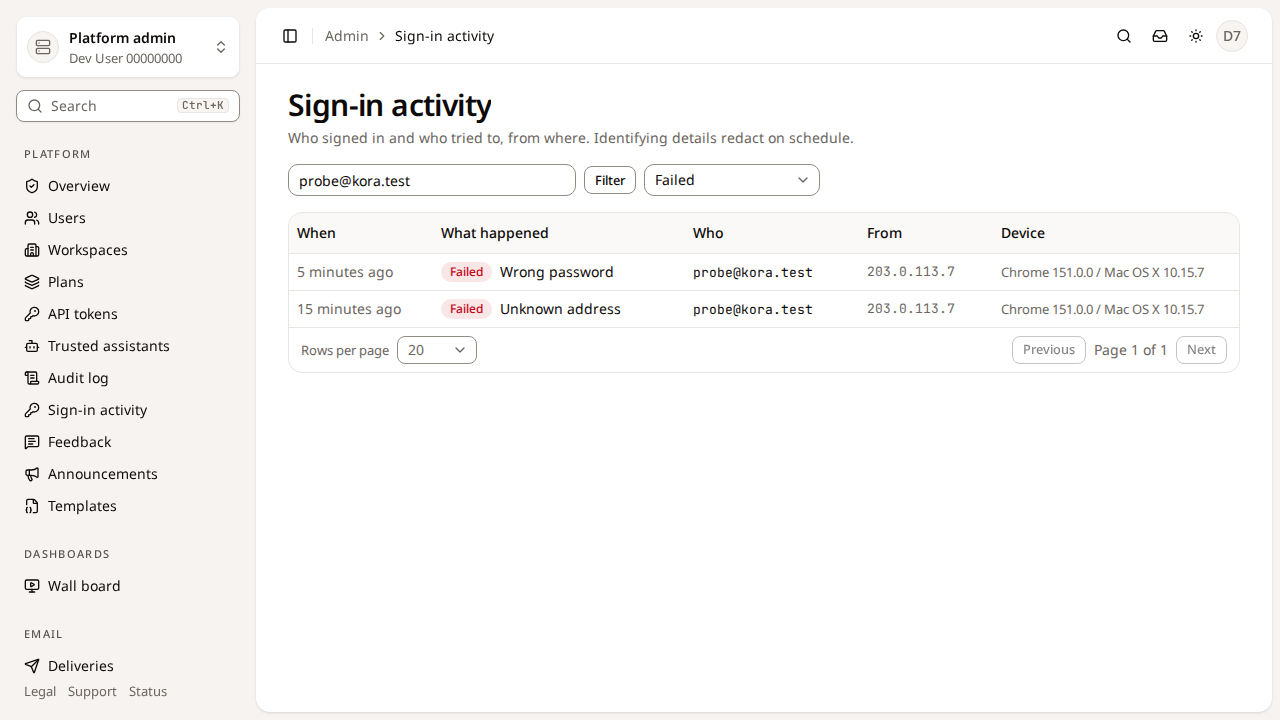 Platform admin
Dev User 00000000
Search Ctrl+K
PLATFORM
Overview
Users
Workspaces
Plans
API tokens
Trusted assistants
Audit log
Sign-in activity
Feedback
Announcements
Templates
DASHBOARDS
Wall board
EMAIL
Deliveries
Legal Support Status
Admin Sign-in activity D7
Sign-in activity
Who signed in and who tried to, from where. Identifying details redact on schedule.
probe@kora.test Filter Failed
When What happened Who From Device
5 minutes ago Failed Wrong password probe@kora.test 203.0.113.7 Chrome 151.0.0 / Mac OS X 10.15.7
15 minutes ago Failed Unknown address probe@kora.test 203.0.113.7 Chrome 151.0.0 / Mac OS X 10.15.7
Rows per page 20 Previous Page 1 of 1 Next